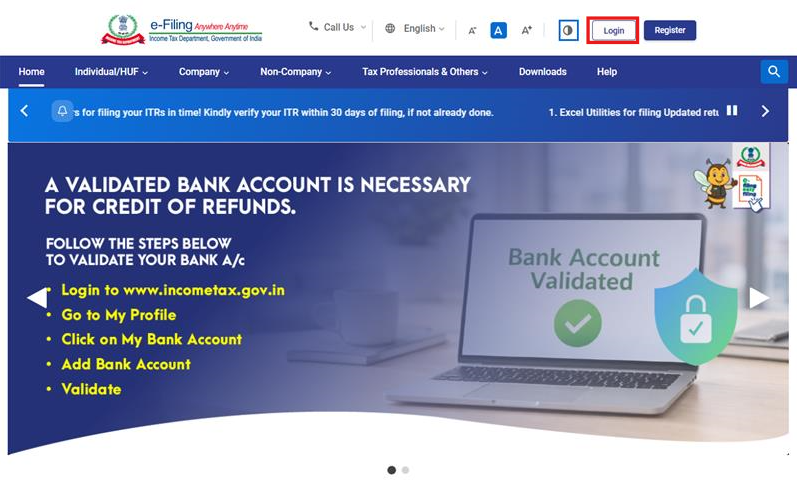 e-Filing Anywhere Anytime
Income Tax Department, Government of India
Call Us
English
A-
A
A+
Login
Register
Home
Individual/HUF
Company
Non-Company
Tax Professionals & Others
Downloads
Help
s for filing your ITRs in time! Kindly verify your ITR within 30 days of filing, if not already done.
1. Excel Utilities for filing Updated retu
A VALIDATED BANK ACCOUNT IS NECESSARY
FOR CREDIT OF REFUNDS.
FOLLOW THE STEPS BELOW
TO VALIDATE YOUR BANK A/c
• Login to www.incometax.gov.in
• Go to My Profile
• Click on My Bank Account
• Add Bank Account
• Validate
Bank Account
Validated